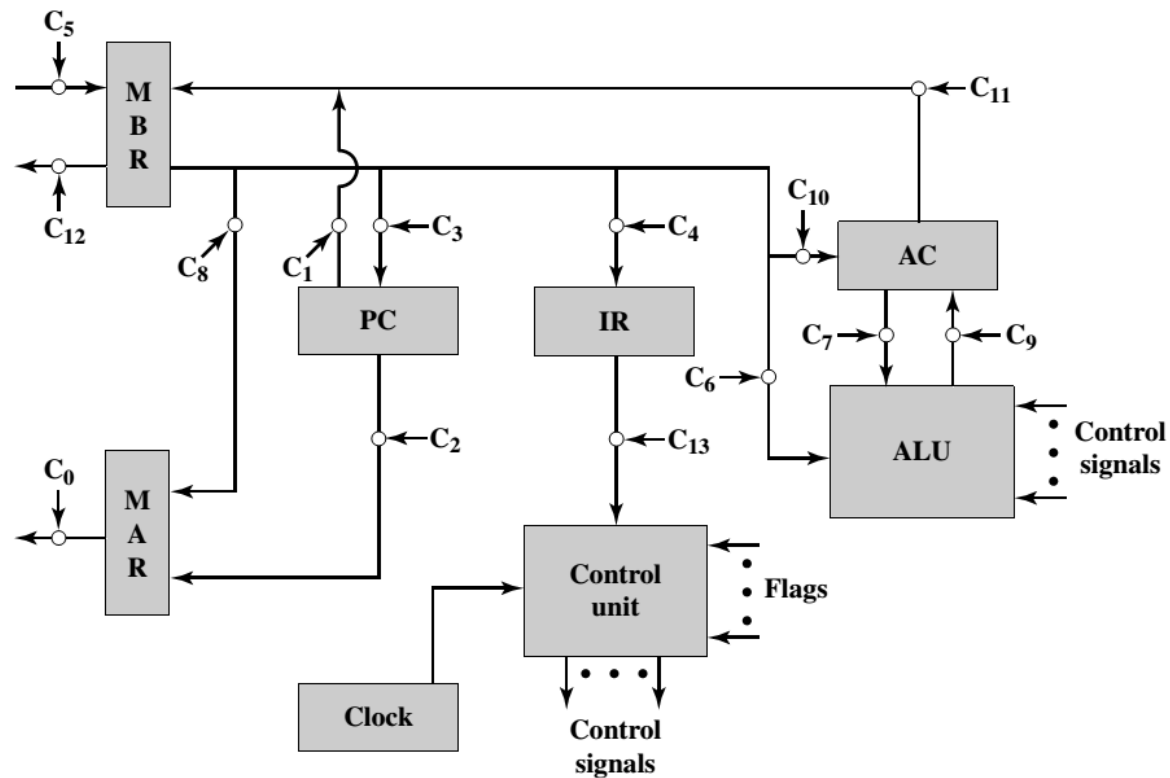 C5
M
B
R
C11
C12
C8
C1
C3
C4
C10
AC
PC
IR
C7
C9
C6
C2
C13
ALU
Control
signals
C0
M
A
R
Control
unit
Flags
Clock
Control
signals